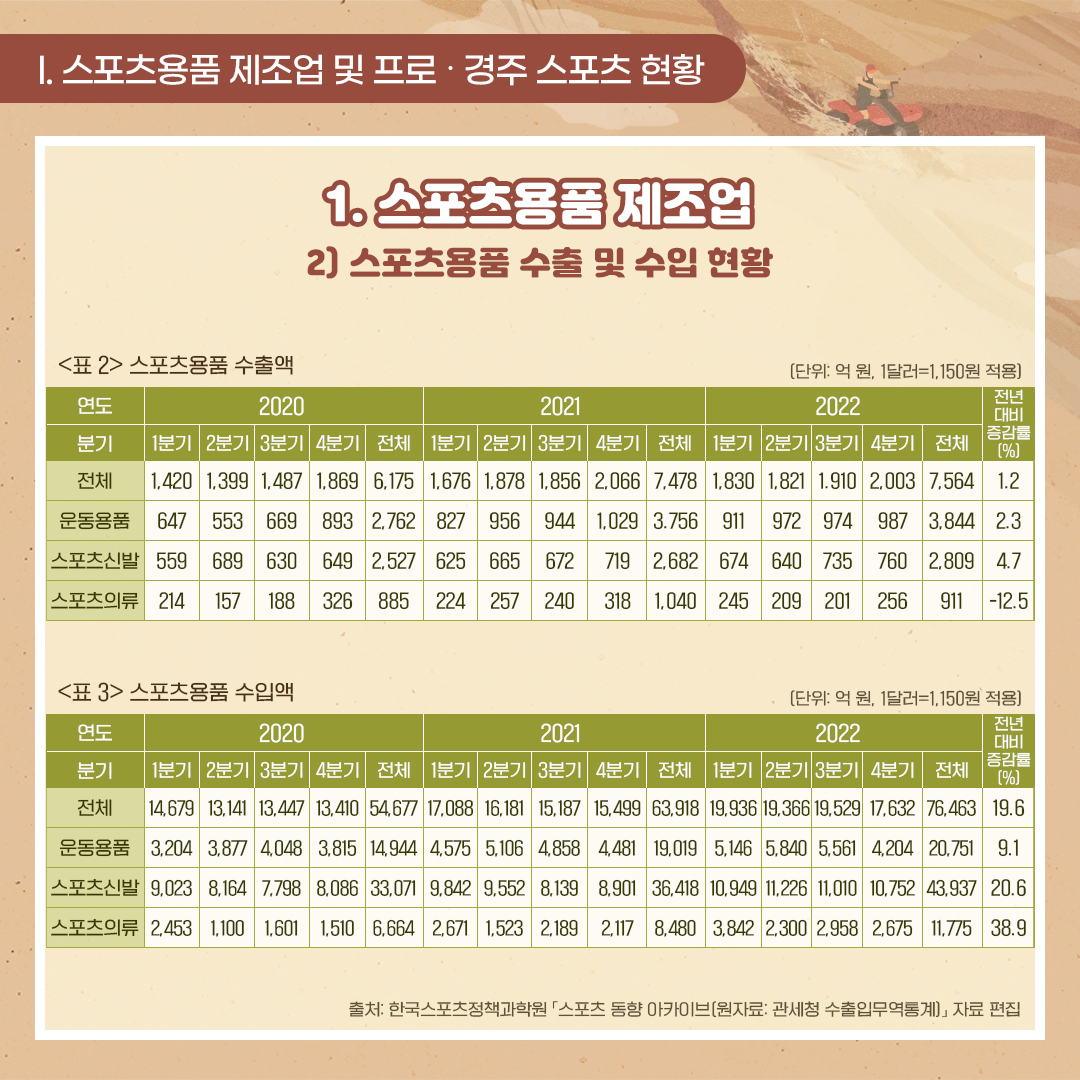 I. 스포츠용품 제조업 및 프로 · 경주 스포츠 현황
1. 스포츠용품 제조업
2) 스포츠용품 수출 및 수입 현황
<표 2> 스포츠용품 수출액
(단위: 억 원, 1달러=1,150원 적용)
연도 2020 2021 2022 전년 대비 증감률 (%)
분기 1분기 2분기 3분기 4분기 전체 1분기 2분기 3분기 4분기 전체 1분기 2분기 3분기 4분기 전체
전체 1,420 1,399 1,487 1,869 6,175 1,676 1,878 1,856 2,066 7,478 1,830 1,821 1.910 2,003 7,564 1.2
운동용품 647 553 669 893 2,762 827 956 944 1,029 3.756 911 972 974 987 3,844 2.3
스포츠신발 559 689 630 649 2,527 625 665 672 719 2,682 674 640 735 760 2,809 4.7
스포츠의류 214 157 188 326 885 224 257 240 318 1,040 245 209 201 256 911 -12.5
<표 3> 스포츠용품 수입액
(단위: 억 원, 1달러=1,150원 적용)
연도 2020 2021 2022 전년 대비 증감률 (%)
분기 1분기 2분기 3분기 4분기 전체 1분기 2분기 3분기 4분기 전체 1분기 2분기 3분기 4분기 전체
전체 14,679 13,141 13,447 13,410 54,677 17,088 16,181 15,187 15,499 63,918 19,936 19,366 19,529 17,632 76,463 19.6
운동용품 3,204 3,877 4,048 3,815 14,944 4,575 5,106 4,858 4,481 19,019 5,146 5,840 5,561 4,204 20,751 9.1
스포츠신발 9,023 8,164 7,798 8,086 33,071 9,842 9,552 8,139 8,901 36,418 10,949 11,226 11,010 10,752 43,937 20.6
스포츠의류 2,453 1,100 1,601 1,510 6,664 2,671 1,523 2,189 2,117 8,480 3,842 2,300 2,958 2,675 11,775 38.9
출처: 한국스포츠정책과학원 「스포츠 동향 아카이브(원자료: 관세청 수출입무역통계)」 자료 편집